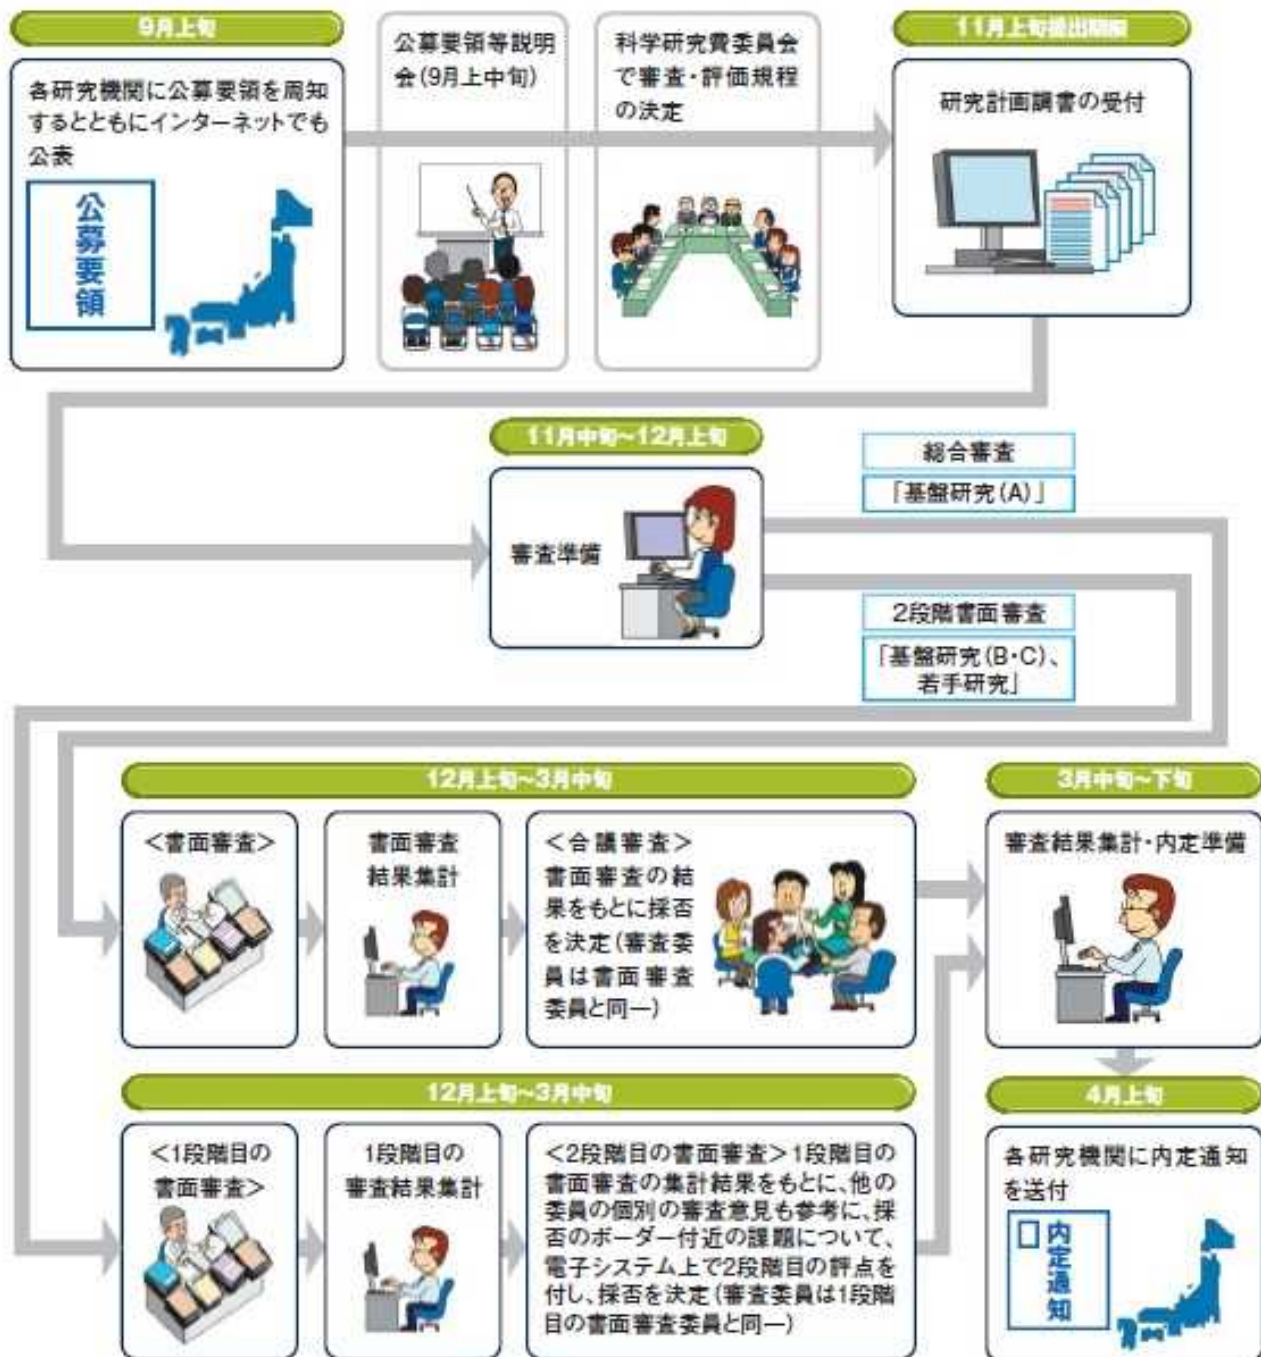 9月上旬
各研究機関に公募要領を周知
するとともにインターネットでも
公表
公募要領
公募要領等説明
会(9月上中旬)
科学研究費委員会
で審査・評価規程
の決定
11月上旬提出期限
研究計画調書の受付
11月中旬～12月上旬
審査準備
総合審査
「基盤研究(A)」
2段階書面審査
「基盤研究(B・C)、
若手研究」
12月上旬～3月中旬
＜書面審査＞
書面審査
結果集計
＜合議審査＞
書面審査の結
果をもとに採否
を決定(審査委
員は書面審査
委員と同一)
3月中旬～下旬
審査結果集計・内定準備
12月上旬～3月中旬
＜1段階目の
書面審査＞
1段階目の
審査結果集計
＜2段階目の書面審査＞1段階目の
書面審査の集計結果をもとに、他の
委員の個別の審査意見も参考に、採
否のボーダー付近の課題について、
電子システム上で2段階目の評点を
付し、採否を決定(審査委員は1段階
目の書面審査委員と同一)
4月上旬
各研究機関に内定通知
を送付
内定通知